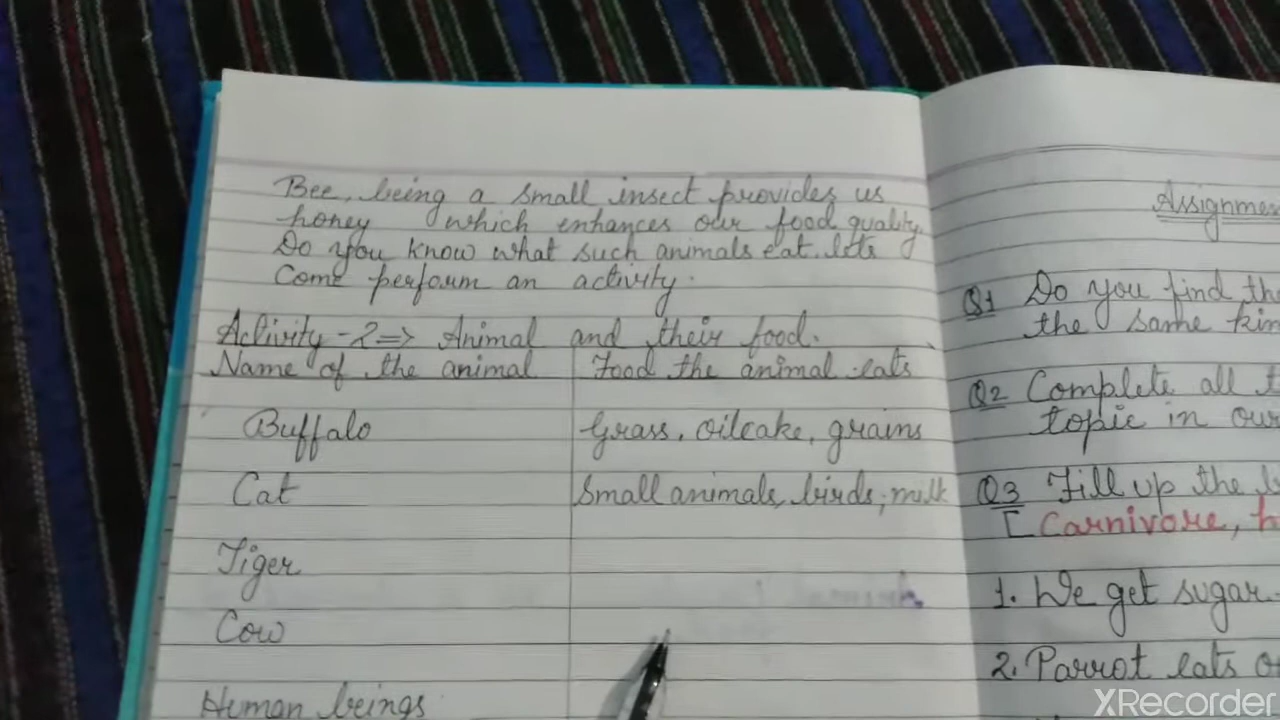 Bee, being a small insect provides us
honey which enhances our food quality
Do you know what such animals eat. lets
Come perform an activity.
Activity-2=> Animal and their food.
Name of the animal Food the animal eats
Buffalo Grass, oilcake, grains
Cat Small animals, birds, milk
Tiger
Cow
Human beings
Q1 Do you find
the same
Q2 Complete all
topic in our
Q3 Fill up the
[Carnivore,
1. We get sugar
2. Parrot eats
XRecorder